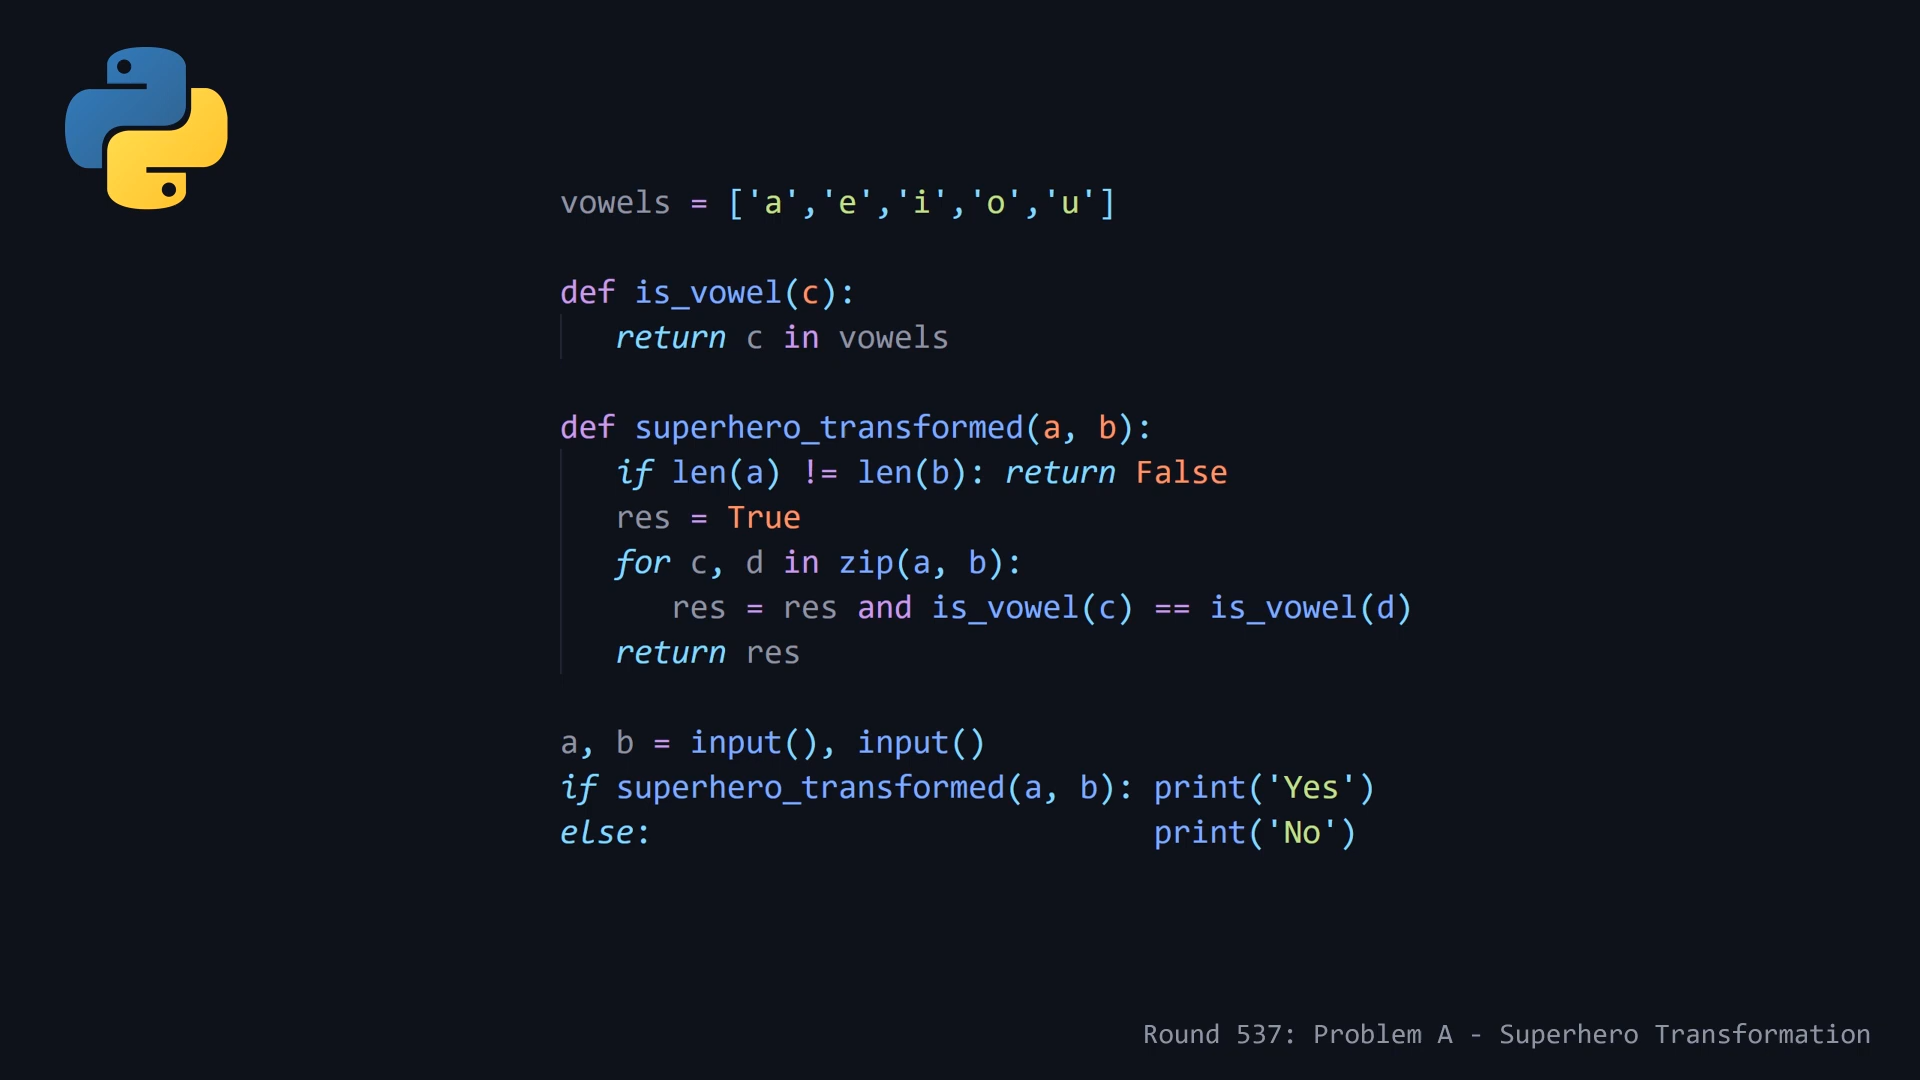 vowels = ['a','e','i','o','u']
def is_vowel(c):
   return c in vowels
def superhero_transformed(a, b):
   if len(a) != len(b): return False
   res = True
   for c, d in zip(a, b):
      res = res and is_vowel(c) == is_vowel(d)
   return res
a, b = input(), input()
if superhero_transformed(a, b): print('Yes')
else:                           print('No')
Round 537: Problem A - Superhero Transformation